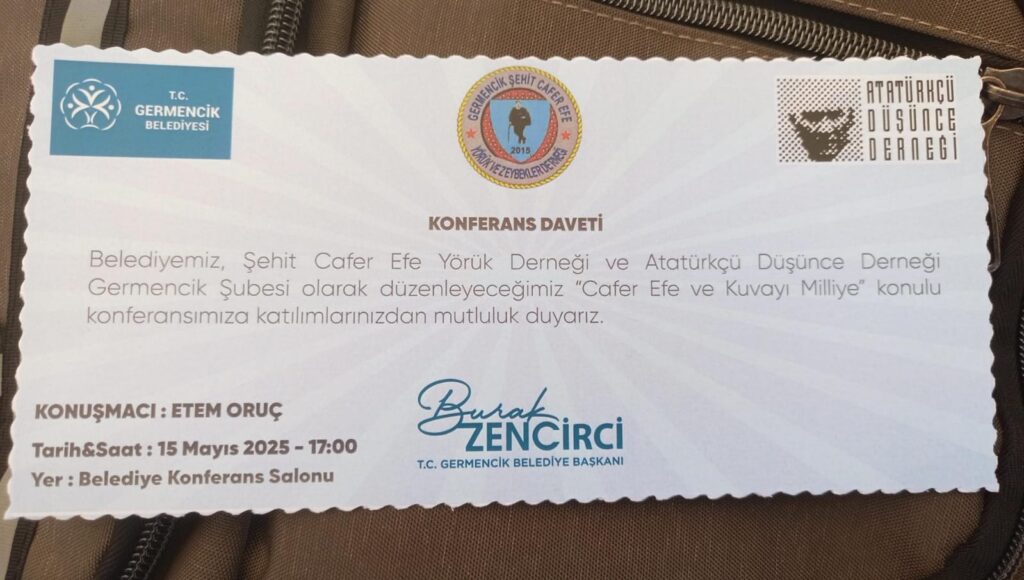 T.C.
GERMENCİK
BELEDİYESİ
GERMENCİK ŞEHİT CAFER EFE
2015
YÖRÜK VE ZEYBEKLER DERNEĞİ
ATATÜRKÇÜ
DÜŞÜNCE
DERNEĞİ
KONFERANS DAVETİ
Belediyemiz, Şehit Cafer Efe Yörük Derneği ve Atatürkçü Düşünce Derneği
Germencik Şubesi olarak düzenleyeceğimiz "Cafer Efe ve Kuvayı Milliye" konulu
konferansımıza katılımlarınızdan mutluluk duyarız.
KONUŞMACI : ETEM ORUÇ
Tarih&Saat : 15 Mayıs 2025 - 17:00
Yer : Belediye Konferans Salonu
Burak
ZENCİRCİ
T.C. GERMENCİK BELEDİYE BAŞKANI